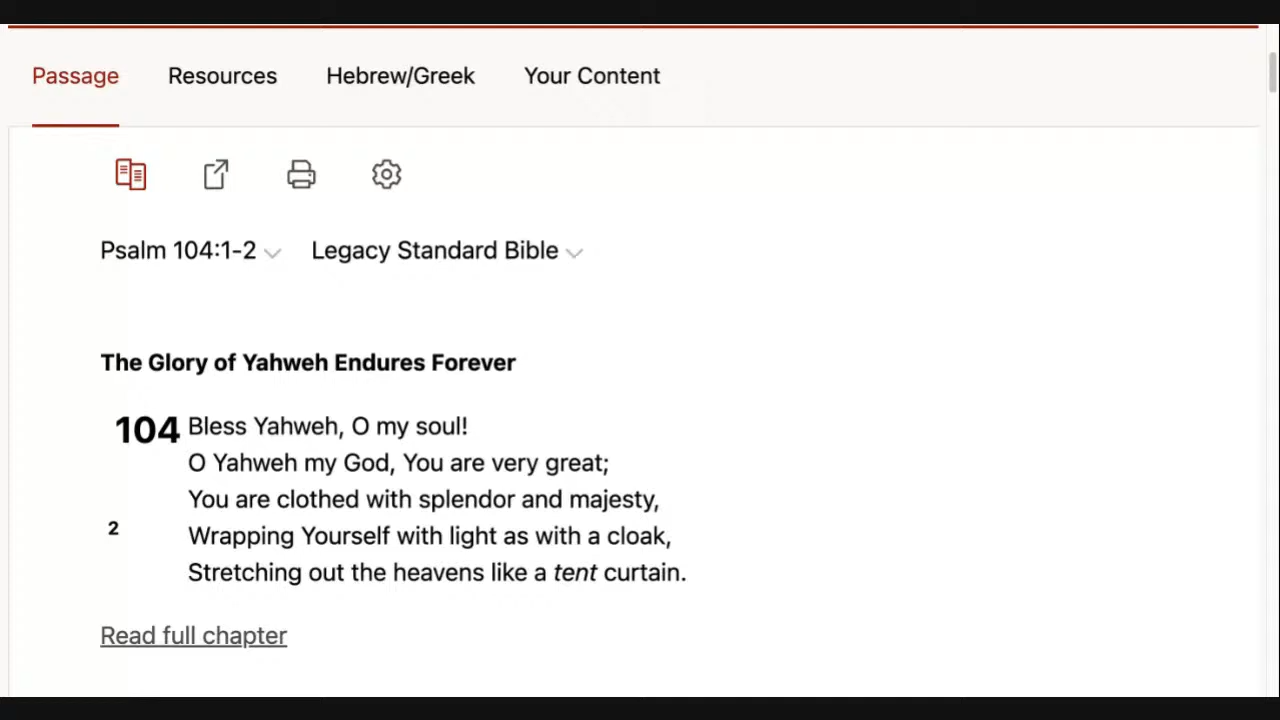 Passage Resources Hebrew/Greek Your Content
Psalm 104:1-2 Legacy Standard Bible
The Glory of Yahweh Endures Forever
104 Bless Yahweh, O my soul!
O Yahweh my God, You are very great;
You are clothed with splendor and majesty,
2 Wrapping Yourself with light as with a cloak,
Stretching out the heavens like a tent curtain.
Read full chapter